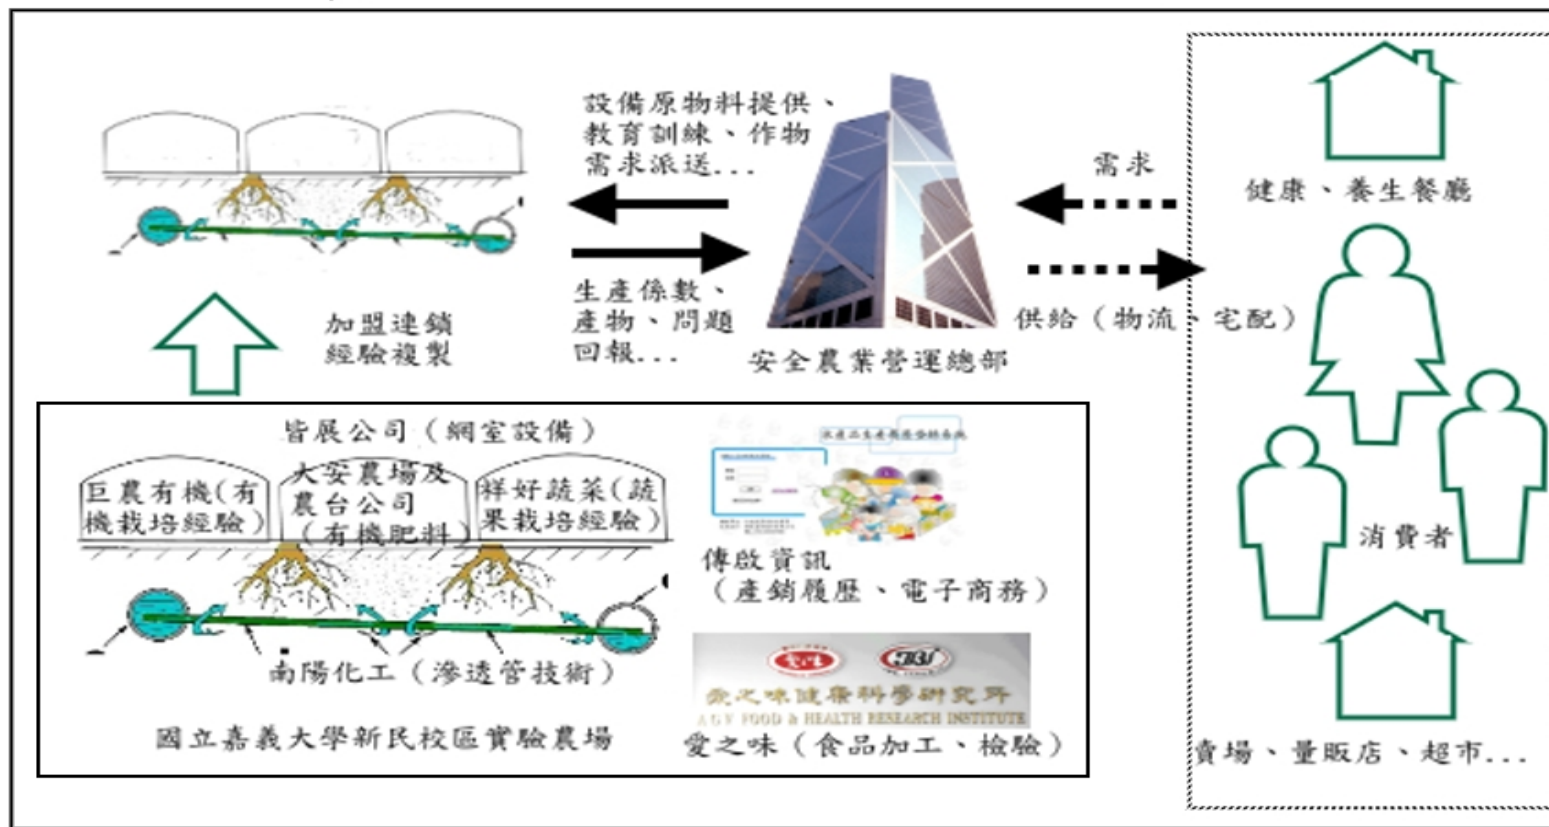 設備原物料提供、
教育訓練、作物
需求派送...
需求
健康、養生餐廳
生產係數、
產物、問題
回報...
供給（物流、宅配）
加盟連鎖
經驗複製
安全農業營運總部
消費者
賣場、量販店、超市...
皆展公司（網室設備）
巨農有機(有
機栽培經驗)
大安農場及
農台公司
（有機肥料）
祥好蔬菜(蔬
果栽培經驗)
傳啟資訊
（產銷履歷、電子商務）
南陽化工（滲透管技術）
愛之味健康科學研究所
AGV FOOD & HEALTH RESEARCH INSTITUTE
國立嘉義大學新民校區實驗農場
愛之味（食品加工、檢驗）